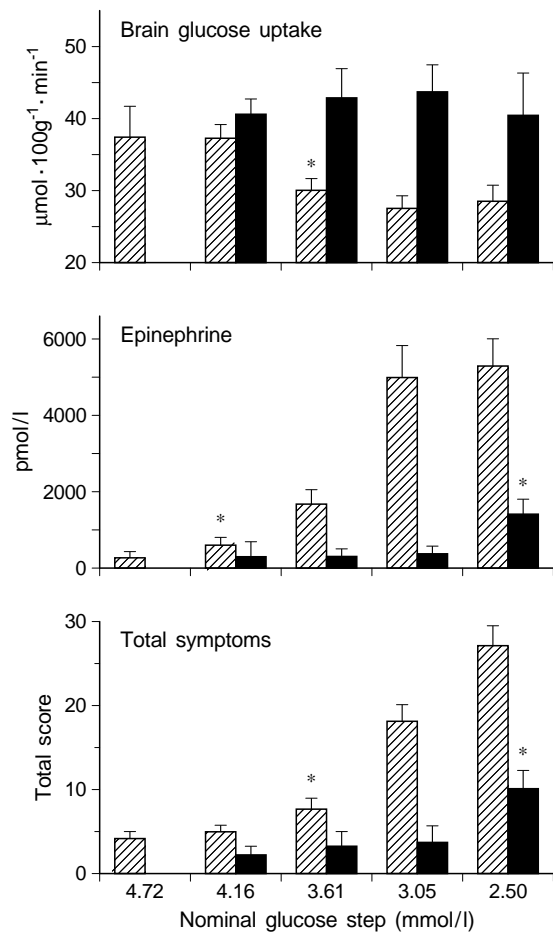 Brain glucose uptake
µmol·100g⁻¹·min⁻¹
50
40
30
20
*
Epinephrine
pmol/l
6000
4000
2000
0
*
*
Total symptoms
Total score
30
20
10
0
*
*
4.72 4.16 3.61 3.05 2.50
Nominal glucose step (mmol/l)